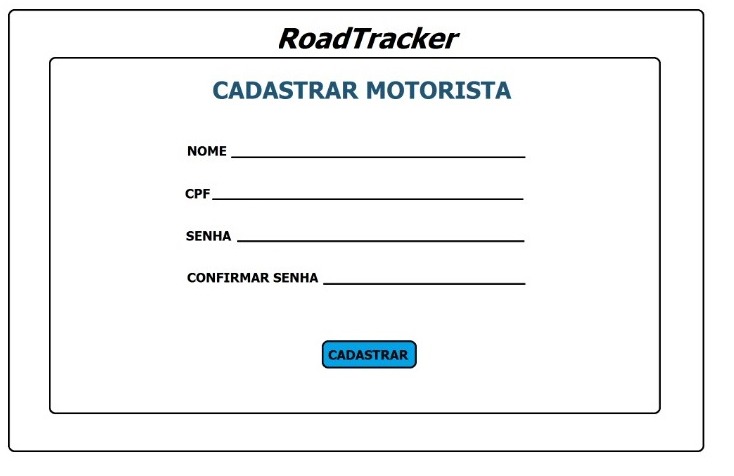 RoadTracker
CADASTRAR MOTORISTA
NOME
CPF
SENHA
CONFIRMAR SENHA
CADASTRAR